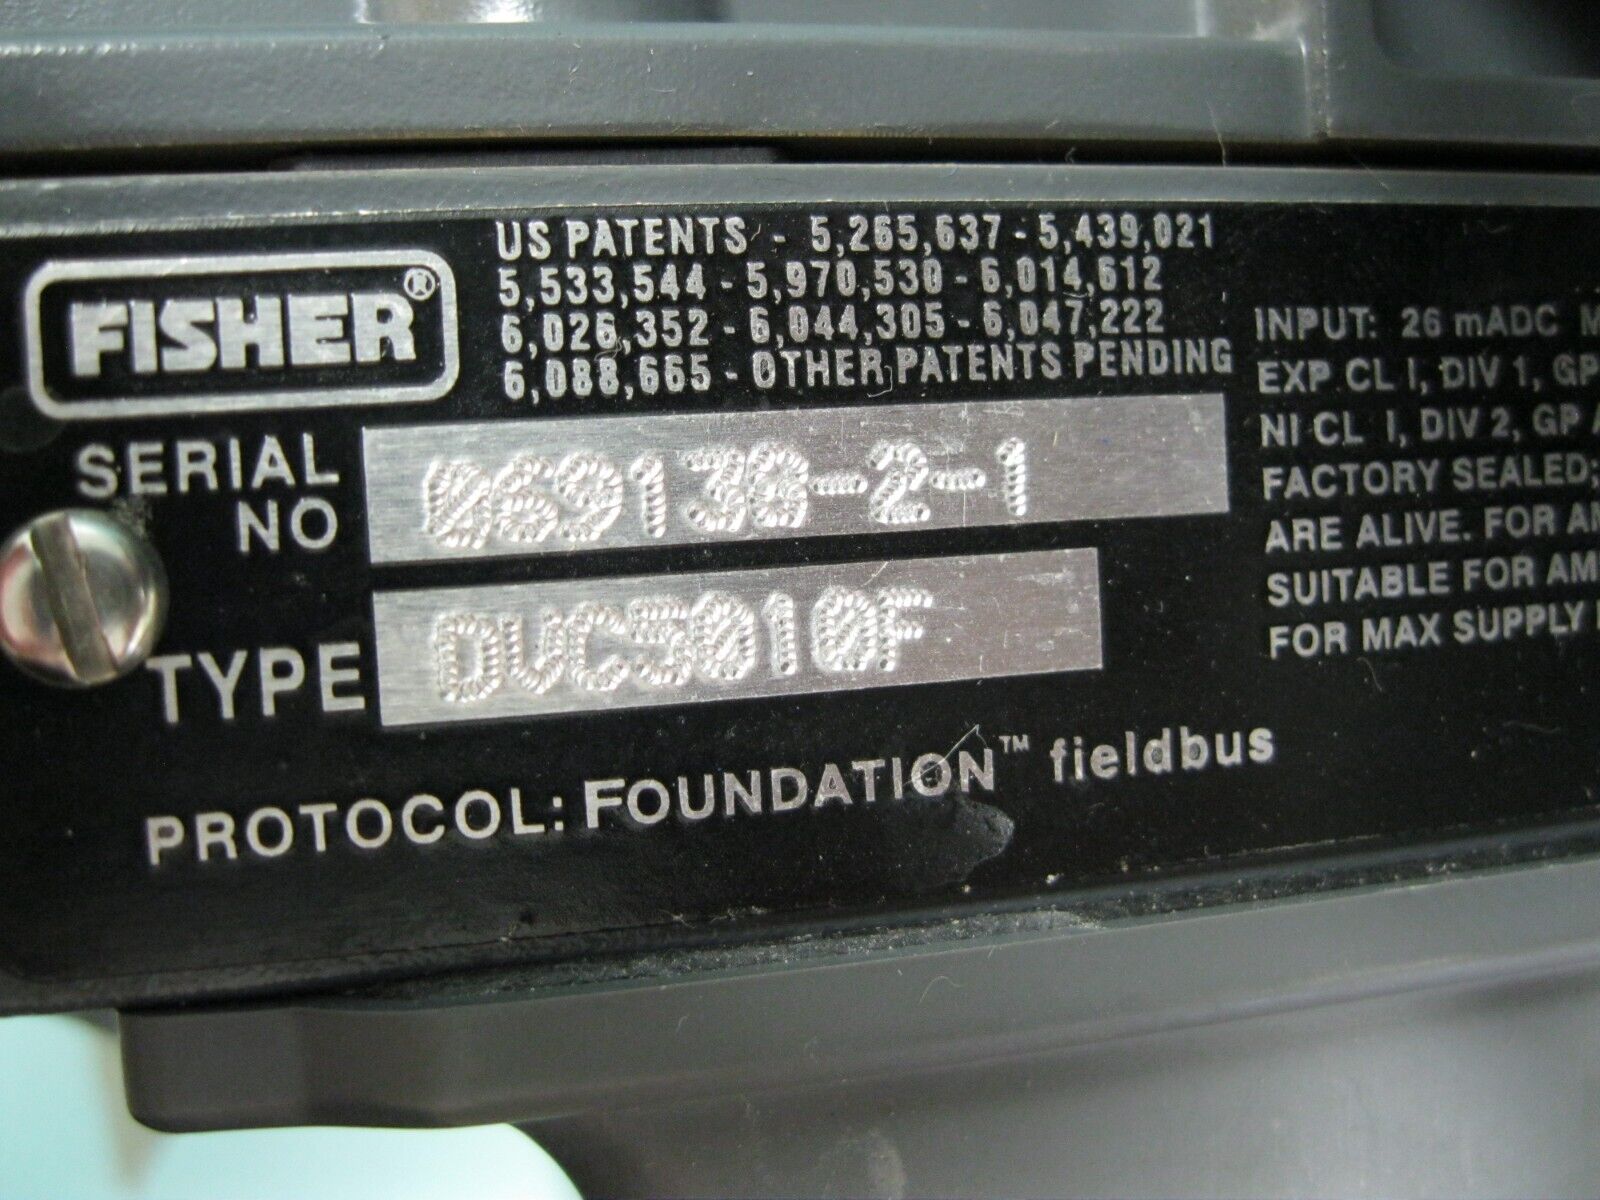 FISHER®
US PATENTS - 5,265,637 - 5,439,021
5,533,544 - 5,970,530 - 6,014,612
6,026,352 - 6,044,305 - 6,047,222
6,088,665 - OTHER PATENTS PENDING
SERIAL NO 069138-2-1
TYPE DVC5010F
PROTOCOL: FOUNDATION™ fieldbus
INPUT: 26 mADC
EXP CL I, DIV 1, GP
NI CL I, DIV 2, GP
FACTORY SEALED;
ARE ALIVE. FOR
SUITABLE FOR
FOR MAX SUPPLY